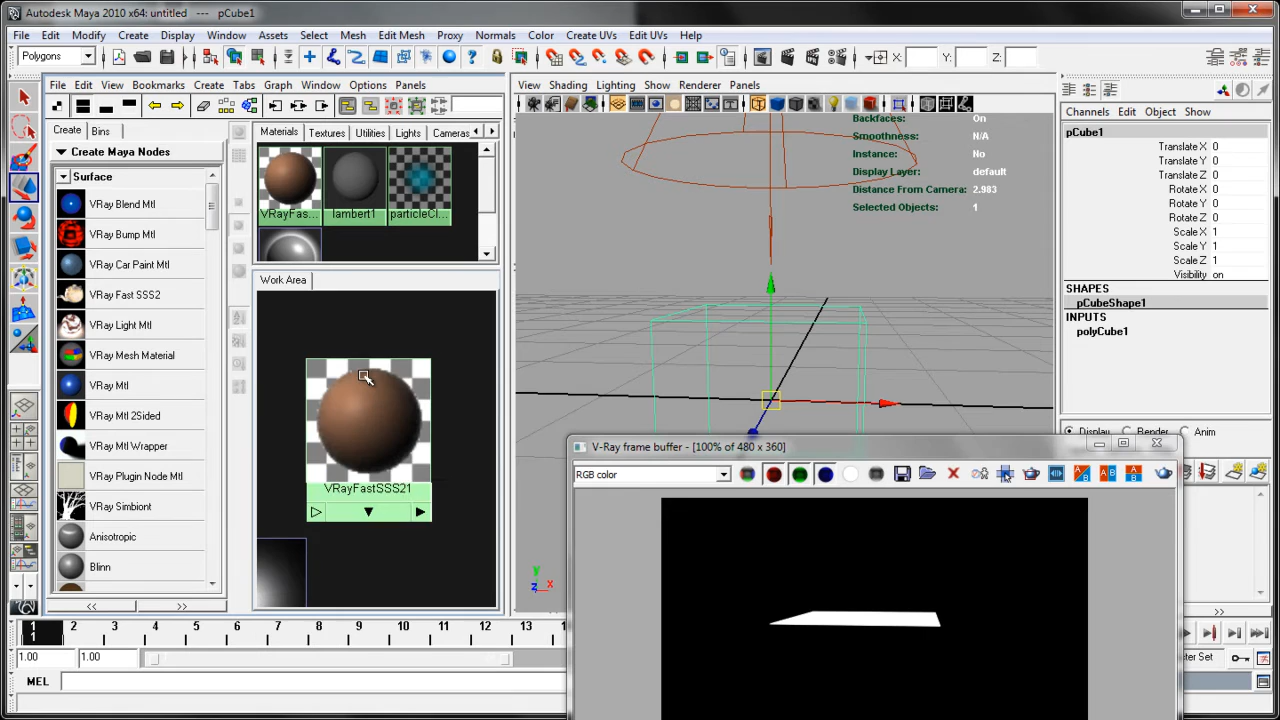 Autodesk Maya 2010 x64: untitled --- pCube1
File Edit Modify Create Display Window Assets Select Mesh Edit Mesh Proxy Normals Color Create UVs Edit UVs Help
Polygons X: Y: Z:
File Edit View Bookmarks Create Tabs Graph Window Options Panels
View Shading Lighting Show Renderer Panels
Channels Edit Object Show
Create Bins
Materials Textures Utilities Lights Cameras
Create Maya Nodes
Surface
VRay Blend Mtl
VRay Bump Mtl
VRay Car Paint Mtl
VRay Fast SSS2
VRay Light Mtl
VRay Mesh Material
VRay Mtl
VRay Mtl 2Sided
VRay Mtl Wrapper
VRay Plugin Node Mtl
VRay Simbiont
Anisotropic
Blinn
VRayFas... lambert1 particleCl...
Work Area
VRayFastSSS21
Backfaces: On
Smoothness: N/A
Instance: No
Display Layer: default
Distance From Camera: 2.983
Selected Objects: 1
y
z x
pCube1
Translate X 0
Translate Y 0
Translate Z 0
Rotate X 0
Rotate Y 0
Rotate Z 0
Scale X 1
Scale Y 1
Scale Z 1
Visibility on
SHAPES
pCubeShape1
INPUTS
polyCube1
Display Render Anim
V-Ray frame buffer - [100% of 480 x 360]
RGB color
1 2 3 4 5 6 7 8 9 10 11 12 13
1
1.00 1.00
MEL